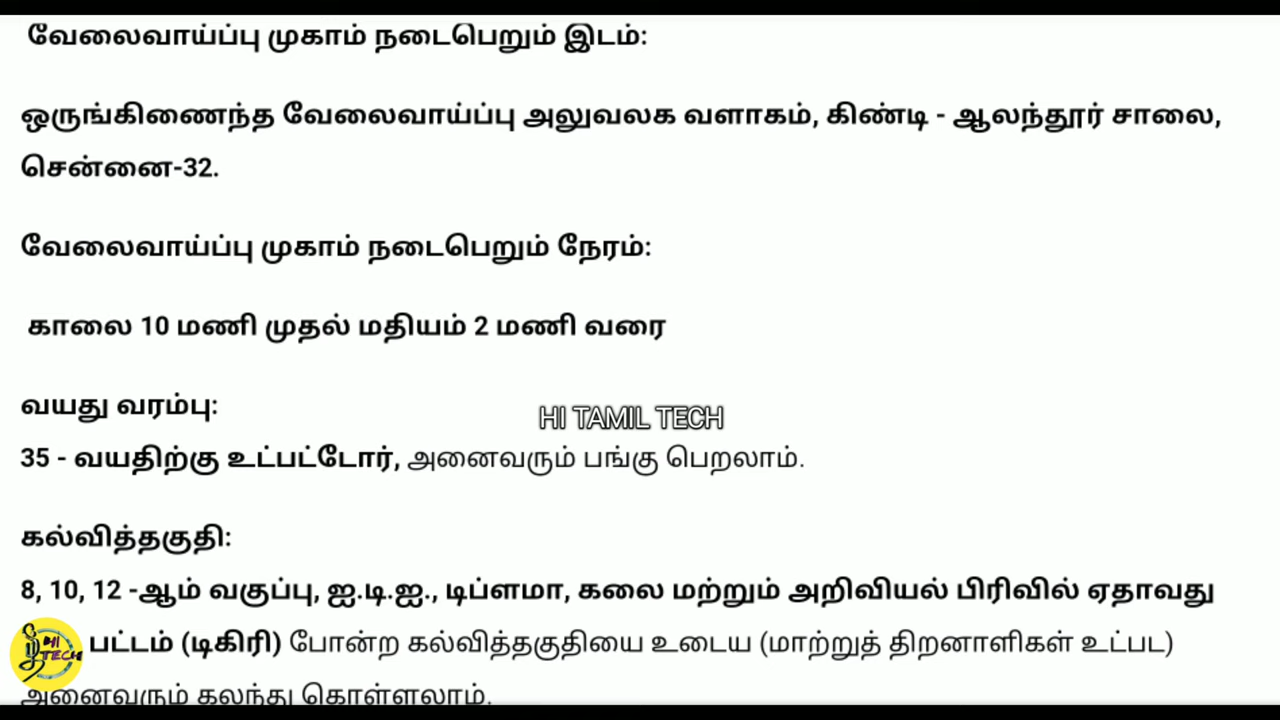 வேலைவாய்ப்பு முகாம் நடைபெறும் இடம்:
ஒருங்கிணைந்த வேலைவாய்ப்பு அலுவலக வளாகம், கிண்டி - ஆலந்தூர் சாலை,
சென்னை-32.
வேலைவாய்ப்பு முகாம் நடைபெறும் நேரம்:
காலை 10 மணி முதல் மதியம் 2 மணி வரை
வயது வரம்பு:
HI TAMIL TECH
35 - வயதிற்கு உட்பட்டோர், அனைவரும் பங்கு பெறலாம்.
கல்வித்தகுதி:
8, 10, 12 -ஆம் வகுப்பு, ஐ.டி.ஐ., டிப்ளமா, கலை மற்றும் அறிவியல் பிரிவில் ஏதாவது
பட்டம் (டிகிரி) போன்ற கல்வித்தகுதியை உடைய (மாற்றுத் திறனாளிகள் உட்பட)
HI
TECH
அனைவரும் கலந்து கொள்ளலாம்.